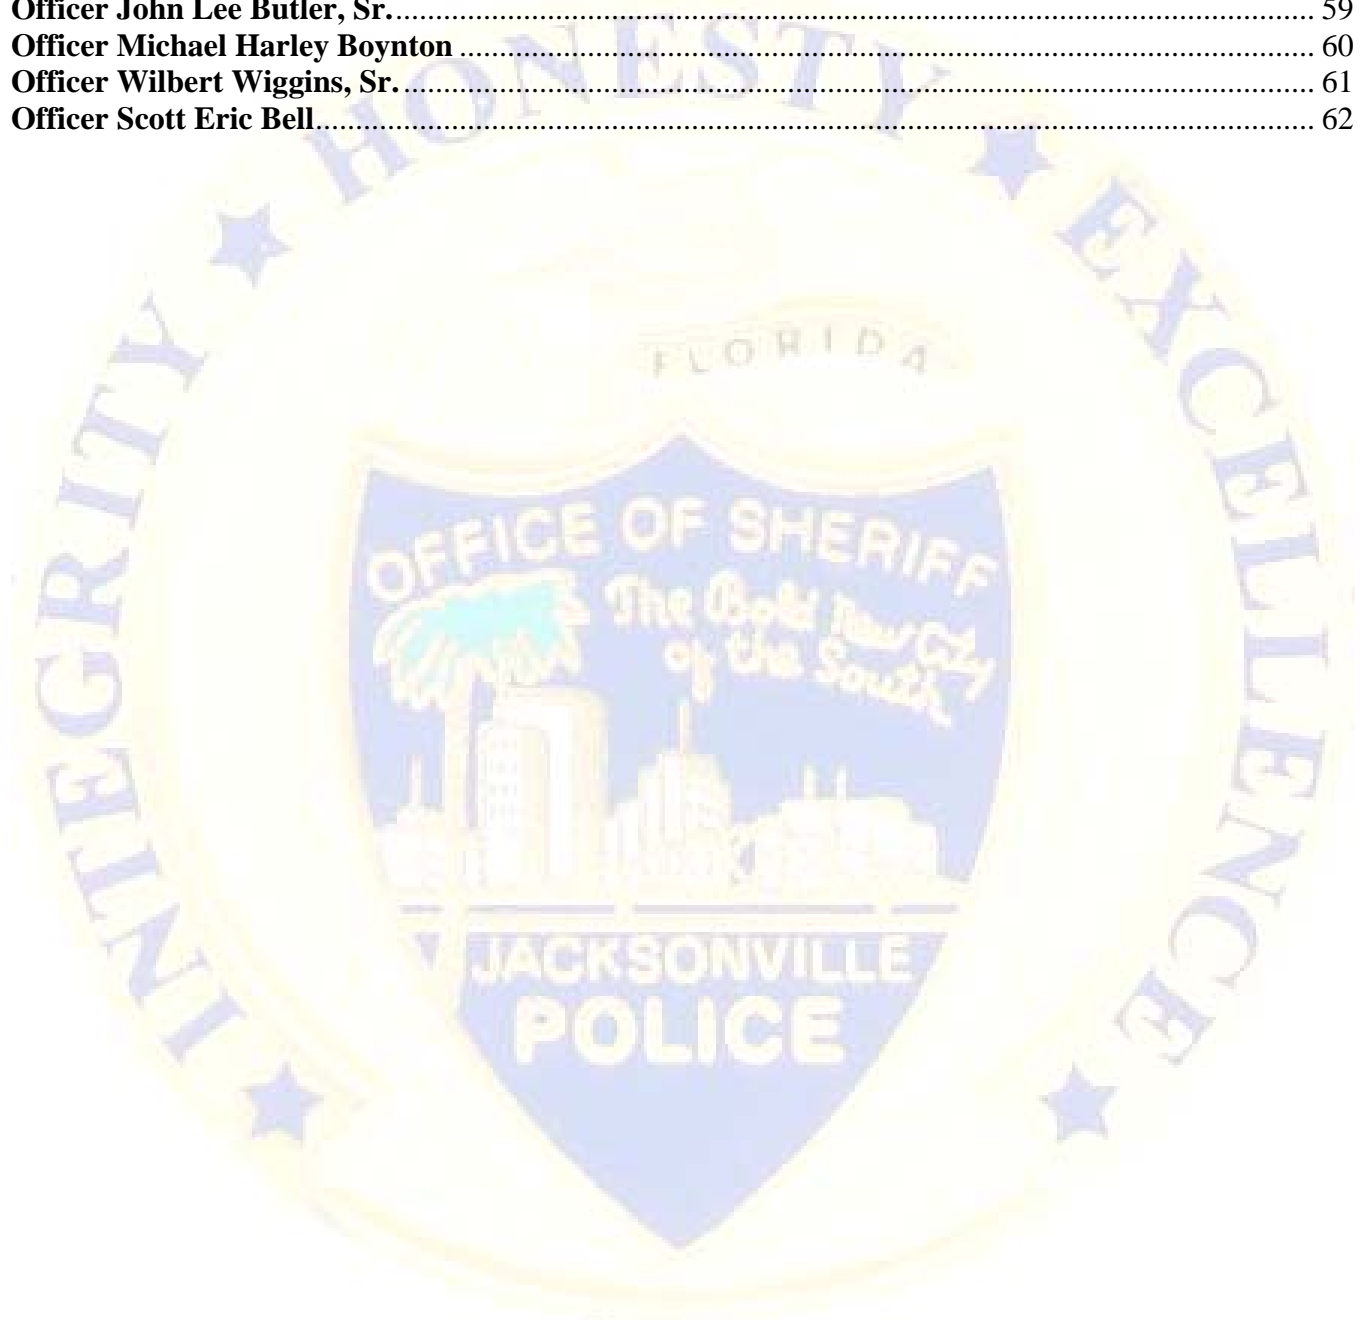 Officer John Lee Butler, Sr. 59
Officer Michael Harley Boynton 60
Officer Wilbert Wiggins, Sr. 61
Officer Scott Eric Bell 62
INTEGRITY ★ HONESTY ★ EXCELLENCE
FLORIDA
OFFICE OF SHERIFF
The Bold New City
of the South
JACKSONVILLE
POLICE